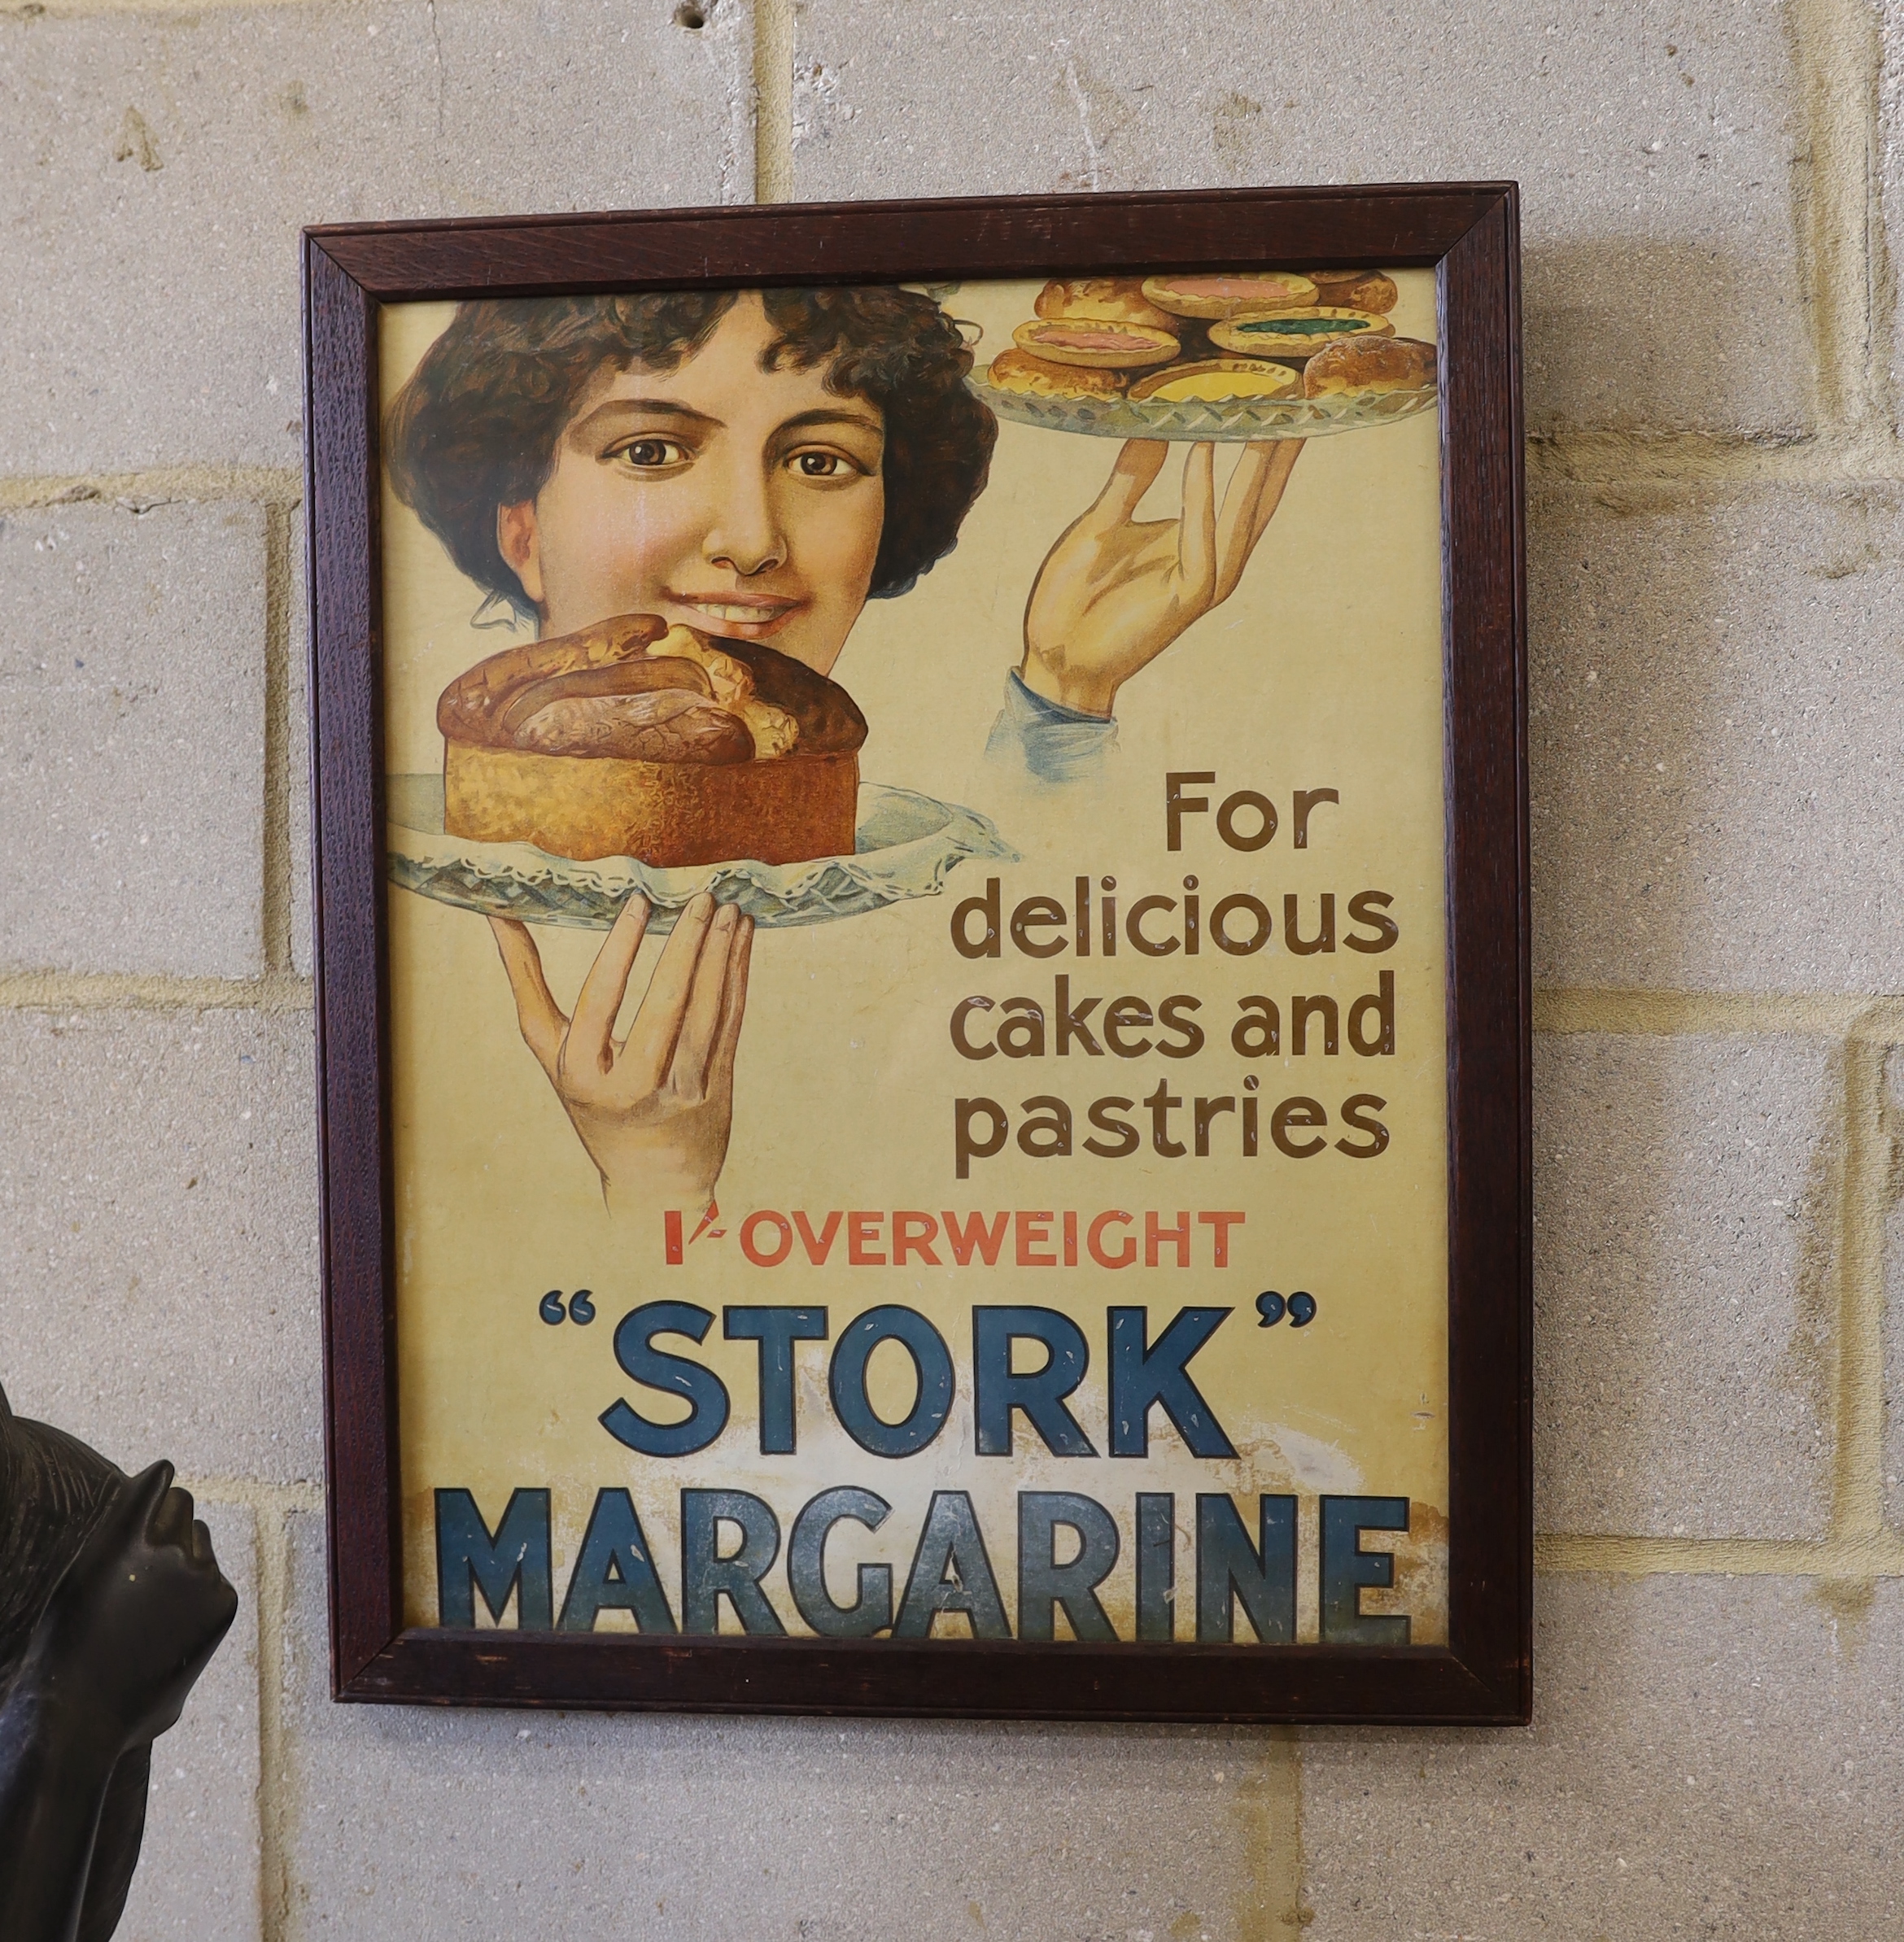 For
delicious
cakes and
pastries
1/- OVERWEIGHT
“STORK”
MARGARINE